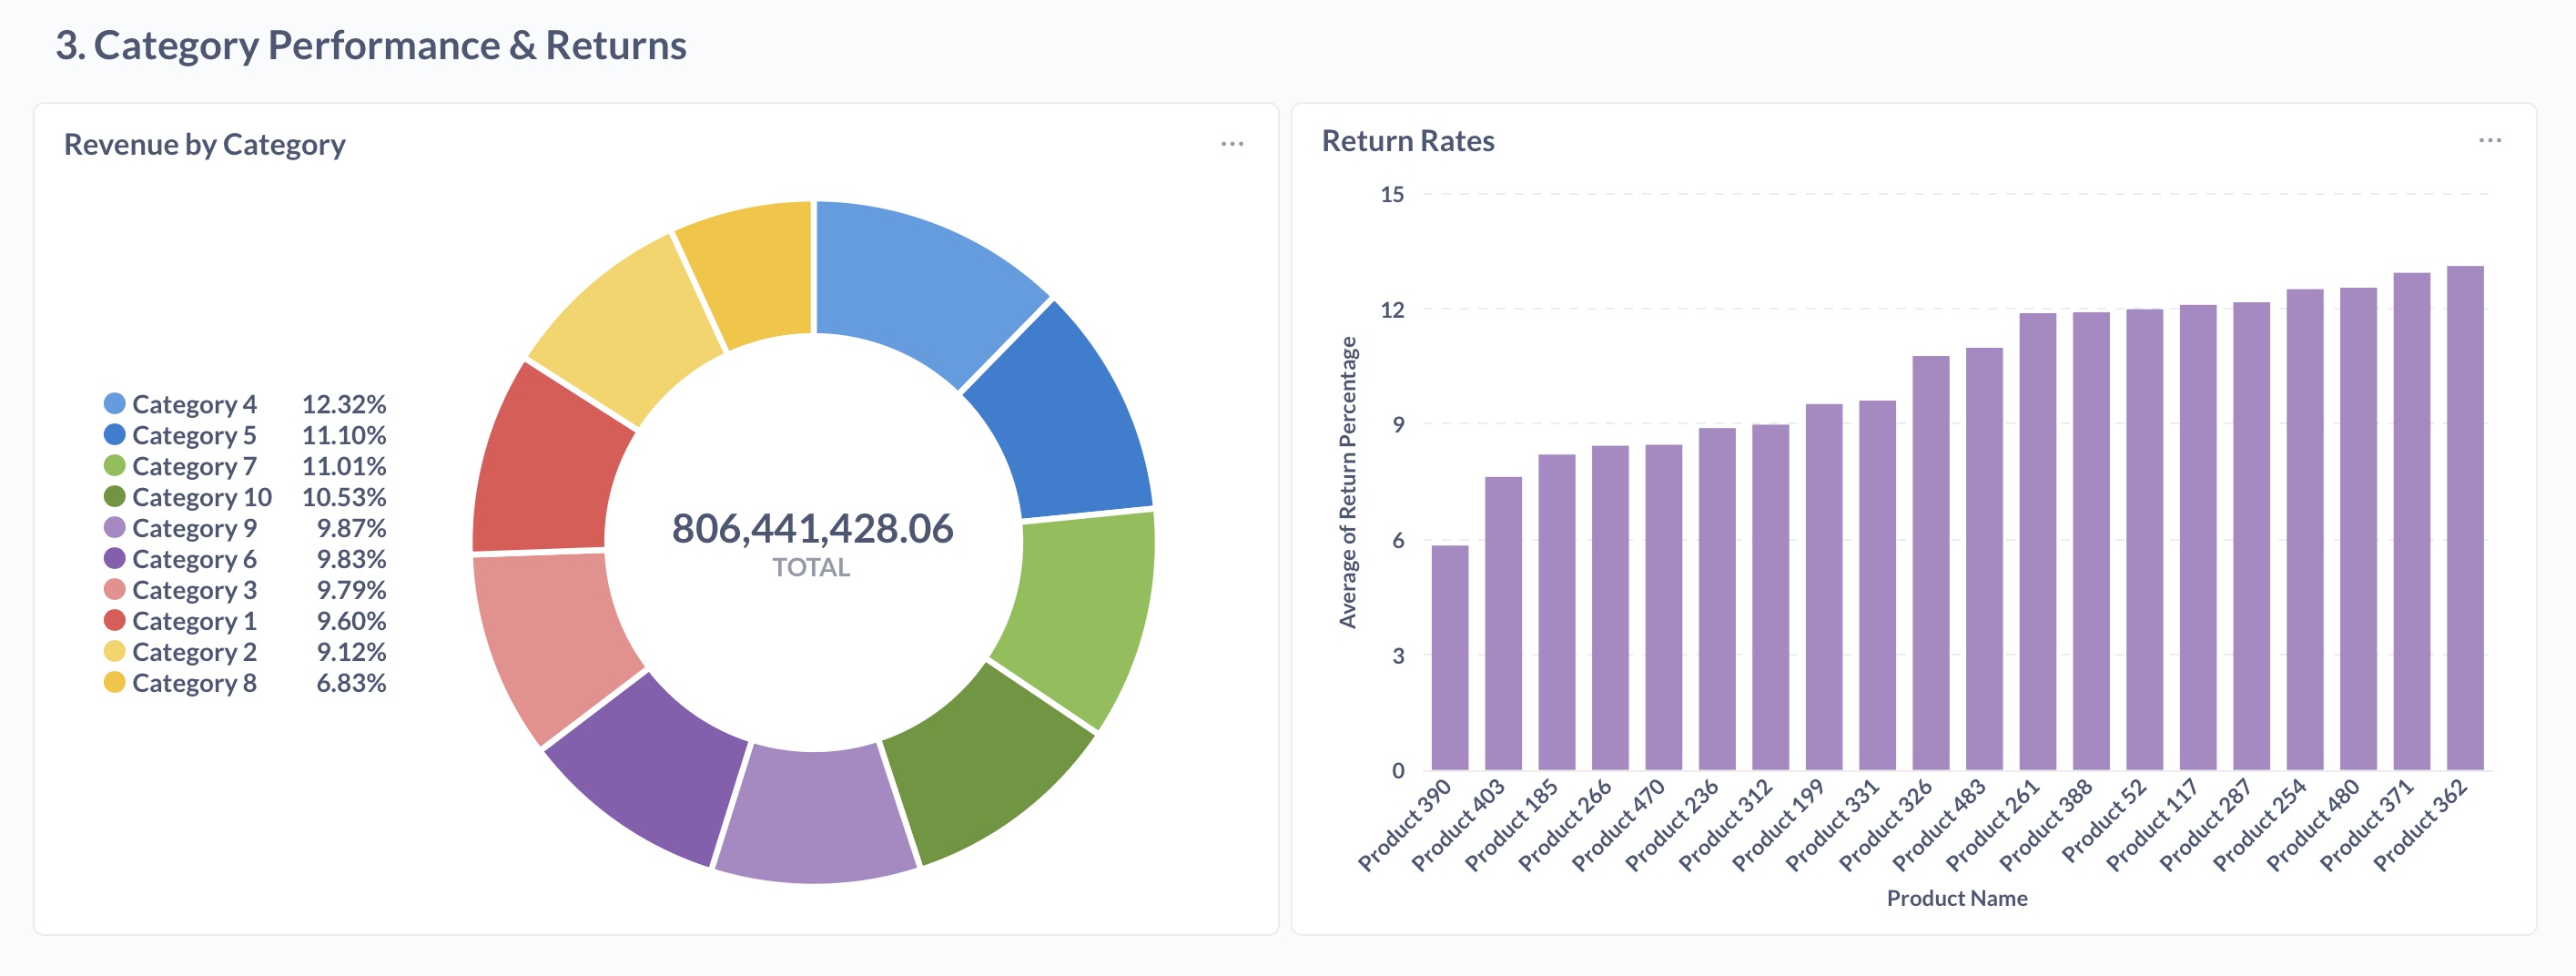 3. Category Performance & Returns
Revenue by Category
Category 4 12.32%
Category 5 11.10%
Category 7 11.01%
Category 10 10.53%
Category 9 9.87%
Category 6 9.83%
Category 3 9.79%
Category 1 9.60%
Category 2 9.12%
Category 8 6.83%
806,441,428.06
TOTAL
Return Rates
Average of Return Percentage
15
12
9
6
3
0
Product 390
Product 403
Product 185
Product 266
Product 470
Product 236
Product 312
Product 199
Product 331
Product 326
Product 483
Product 261
Product 388
Product 52
Product 117
Product 287
Product 254
Product 480
Product 371
Product 362
Product Name